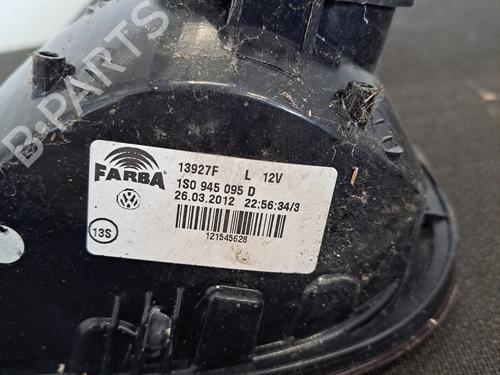 B-PARTS
FARBA
13927F L 12V
1S0 945 095 D
26.03.2012 22:56:34/3
13S
121545628